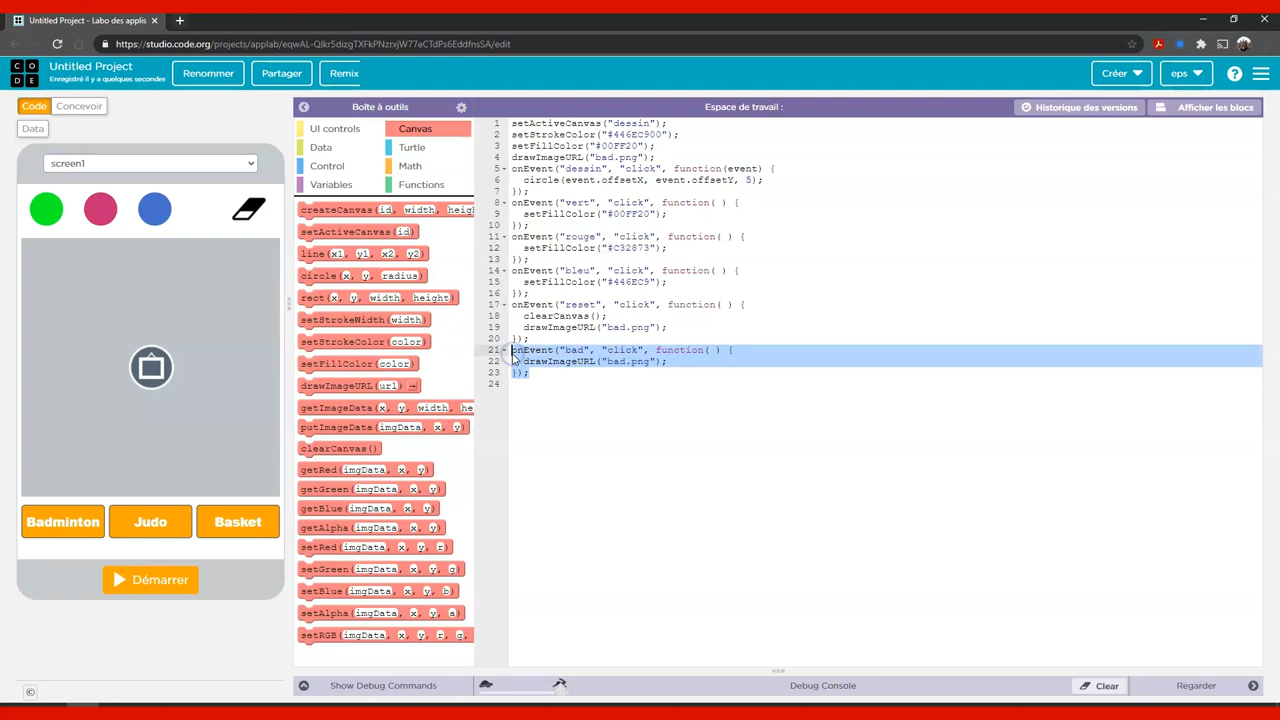 Untitled Project - Labo des applis
https://studio.code.org/projects/applab/eqwAL-QIkr5dizgTXFkPNzrxjW77eCTdPs6EddfnsSA/edit
CODE
Untitled Project
Enregistré il y a quelques secondes
Renommer
Partager
Remix
Créer
eps
?
Code
Concevoir
Data
Boîte à outils
Espace de travail :
Historique des versions
Afficher les blocs
screen1
Badminton
Judo
Basket
Démarrer
©
UI controls
Canvas
Data
Turtle
Control
Math
Variables
Functions
createCanvas(id, width, heig
setActiveCanvas(id)
line(x1, y1, x2, y2)
circle(x, y, radius)
rect(x, y, width, height)
setStrokeWidth(width)
setStrokeColor(color)
setFillColor(color)
drawImageURL(url)
getImageData(x, y, width, he
putImageData(imgData, x, y)
clearCanvas()
getRed(imgData, x, y)
getGreen(imgData, x, y)
getBlue(imgData, x, y)
getAlpha(imgData, x, y)
setRed(imgData, x, y, r)
setGreen(imgData, x, y, g)
setBlue(imgData, x, y, b)
setAlpha(imgData, x, y, a)
setRGB(imgData, x, y, r, g,
1 setActiveCanvas("dessin");
2 setStrokeColor("#446EC900");
3 setFillColor("#00FF20");
4 drawImageURL("bad.png");
5 onEvent("dessin", "click", function(event) {
6 circle(event.offsetX, event.offsetY, 5);
7 });
8 onEvent("vert", "click", function( ) {
9 setFillColor("#00FF20");
10 });
11 onEvent("rouge", "click", function( ) {
12 setFillColor("#C32873");
13 });
14 onEvent("bleu", "click", function( ) {
15 setFillColor("#446EC9");
16 });
17 onEvent("reset", "click", function( ) {
18 clearCanvas();
19 drawImageURL("bad.png");
20 });
21 onEvent("bad", "click", function( ) {
22 drawImageURL("bad.png");
23 });
24
Show Debug Commands
Debug Console
Clear
Regarder